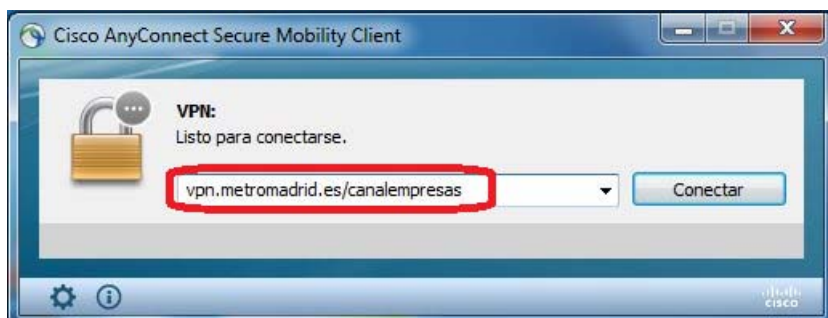 Cisco AnyConnect Secure Mobility Client
VPN:
Listo para conectarse.
vpn.metromadrid.es/canalempresas
Conectar
CISCO